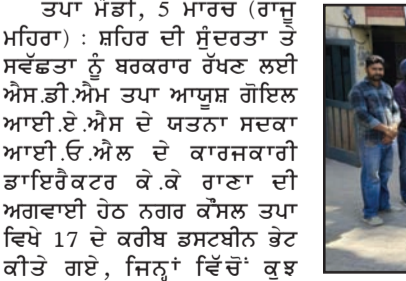 ਤਪਾ ਮੰਡੀ, 5 ਮਾਰਚ (ਰਾਜੂ
ਮਹਿਰਾ) : ਸ਼ਹਿਰ ਦੀ ਸੁੰਦਰਤਾ ਤੇ
ਸਵੱਛਤਾ ਨੂੰ ਬਰਕਰਾਰ ਰੱਖਣ ਲਈ
ਐਸ.ਡੀ.ਐਮ ਤਪਾ ਆਯੂਸ਼ ਗੋਇਲ
ਆਈ.ਏ.ਐਸ ਦੇ ਯਤਨਾ ਸਦਕਾ
ਆਈ.ਓ.ਐਲ ਦੇ ਕਾਰਜਕਾਰੀ
ਡਾਇਰੈਕਟਰ ਕੇ.ਕੇ ਰਾਣਾ ਦੀ
ਅਗਵਾਈ ਹੇਠ ਨਗਰ ਕੌਂਸਲ ਤਪਾ
ਵਿਖੇ 17 ਦੇ ਕਰੀਬ ਡਸਟਬੀਨ ਭੇਟ
ਕੀਤੇ ਗਏ, ਜਿਨ੍ਹਾਂ ਵਿੱਚੋਂ ਕੁਝ